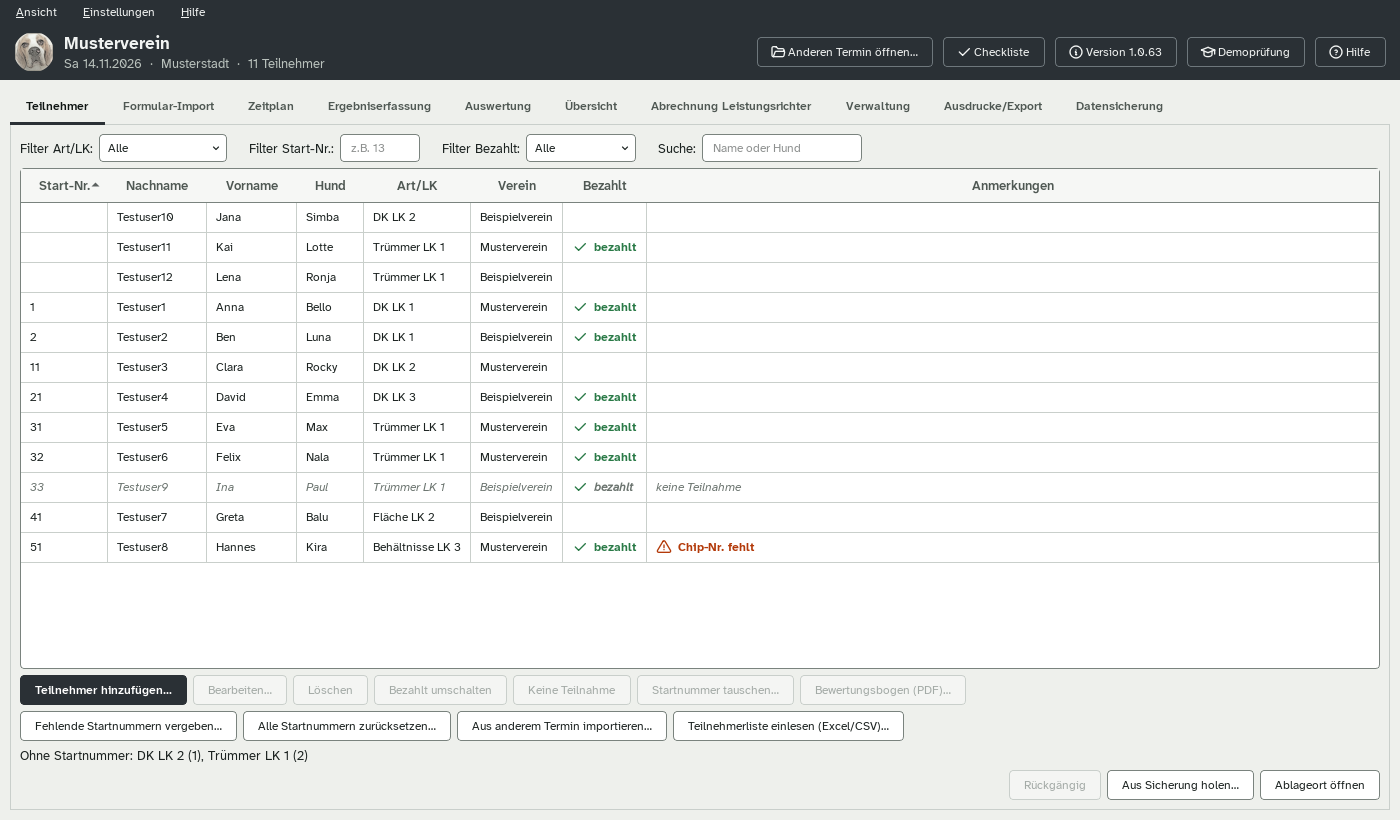 Ansicht Einstellungen Hilfe
Musterverein
Sa 14.11.2026 · Musterstadt · 11 Teilnehmer
Anderen Termin öffnen... Checkliste Version 1.0.63 Demoprüfung Hilfe
Teilnehmer Formular-Import Zeitplan Ergebniserfassung Auswertung Übersicht Abrechnung Leistungsrichter Verwaltung Ausdrucke/Export Datensicherung
Filter Art/LK: Alle Filter Start-Nr.: z.B. 13 Filter Bezahlt: Alle Suche: Name oder Hund
Start-Nr. Nachname Vorname Hund Art/LK Verein Bezahlt Anmerkungen
Testuser10 Jana Simba DK LK 2 Beispielverein
Testuser11 Kai Lotte Trümmer LK 1 Musterverein bezahlt
Testuser12 Lena Ronja Trümmer LK 1 Beispielverein
1 Testuser1 Anna Bello DK LK 1 Musterverein bezahlt
2 Testuser2 Ben Luna DK LK 1 Beispielverein bezahlt
11 Testuser3 Clara Rocky DK LK 2 Musterverein
21 Testuser4 David Emma DK LK 3 Beispielverein bezahlt
31 Testuser5 Eva Max Trümmer LK 1 Musterverein bezahlt
32 Testuser6 Felix Nala Trümmer LK 1 Musterverein bezahlt
33 Testuser9 Ina Paul Trümmer LK 1 Beispielverein bezahlt keine Teilnahme
41 Testuser7 Greta Balu Fläche LK 2 Beispielverein
51 Testuser8 Hannes Kira Behältnisse LK 3 Musterverein bezahlt Chip-Nr. fehlt
Teilnehmer hinzufügen... Bearbeiten... Löschen Bezahlt umschalten Keine Teilnahme Startnummer tauschen... Bewertungsbogen (PDF)...
Fehlende Startnummern vergeben... Alle Startnummern zurücksetzen... Aus anderem Termin importieren... Teilnehmerliste einlesen (Excel/CSV)...
Ohne Startnummer: DK LK 2 (1), Trümmer LK 1 (2)
Rückgängig Aus Sicherung holen... Ablageort öffnen